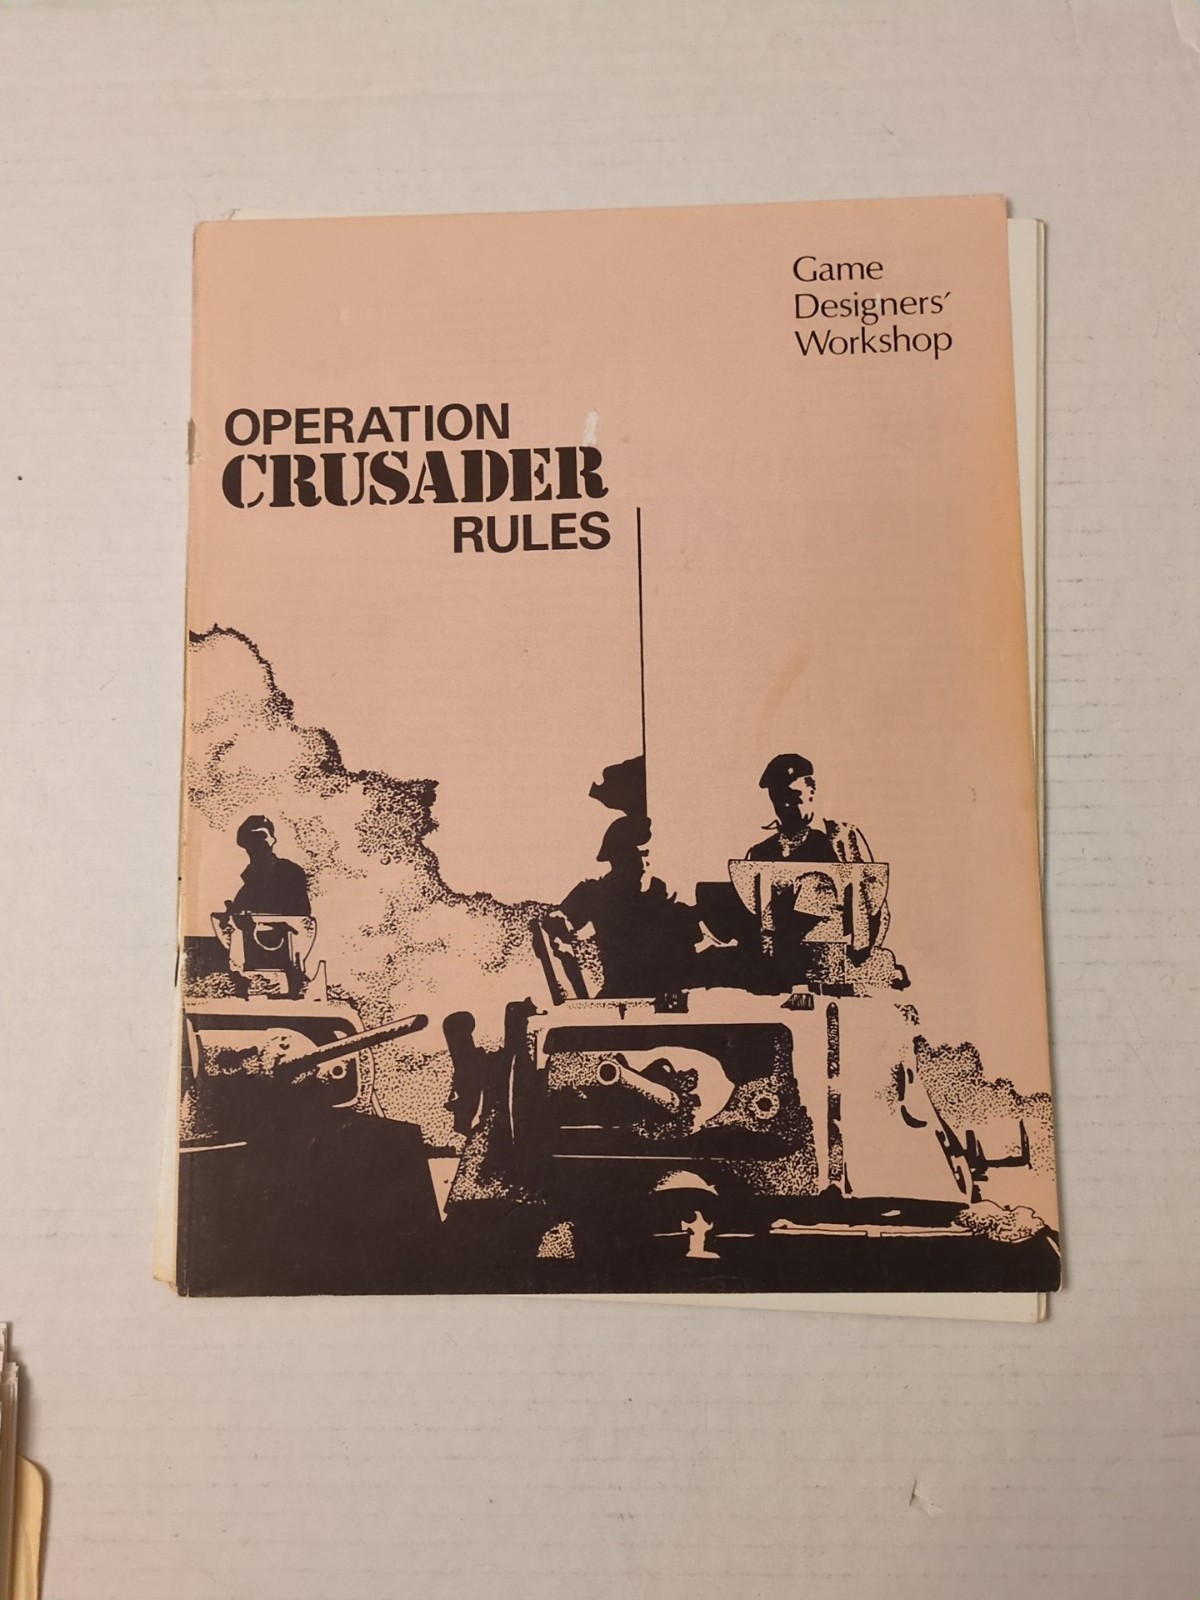 Game
Designers'
Workshop
OPERATION
CRUSADER
RULES